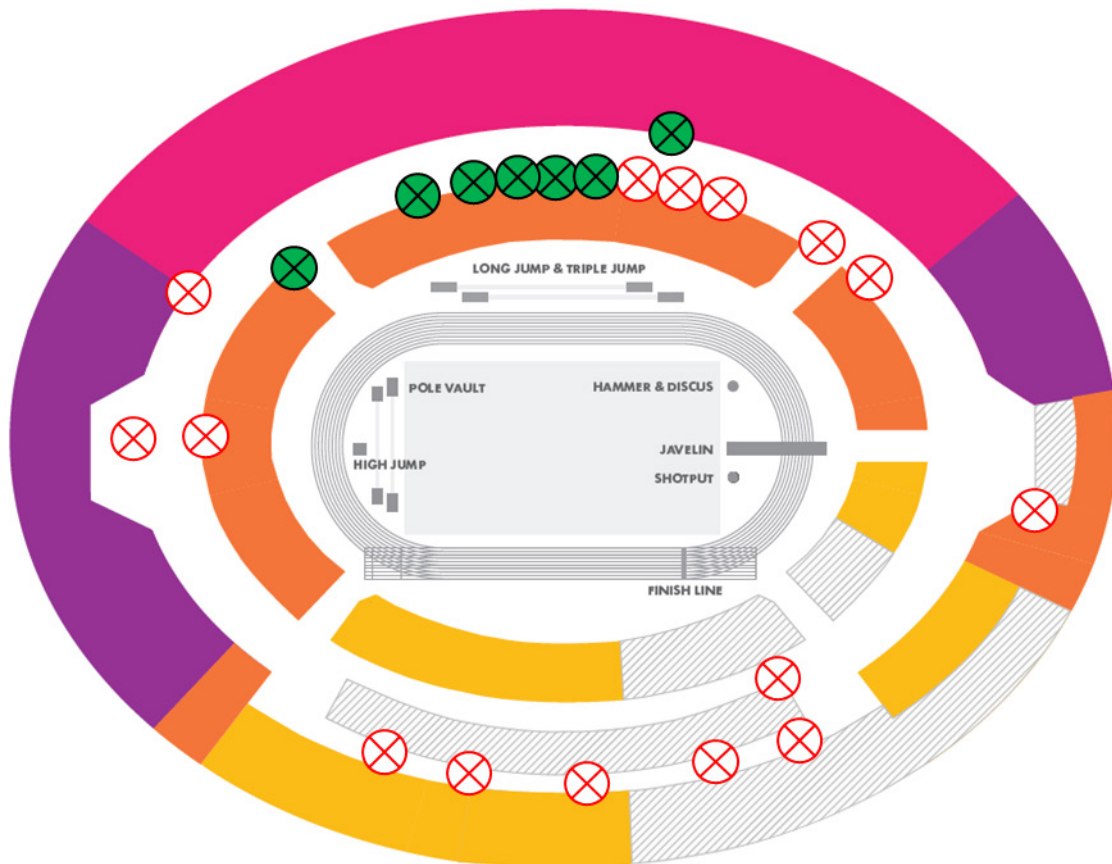 LONG JUMP & TRIPLE JUMP
POLE VAULT
HAMMER & DISCUS
JAVELIN
HIGH JUMP
SHOTPUT
FINISH LINE